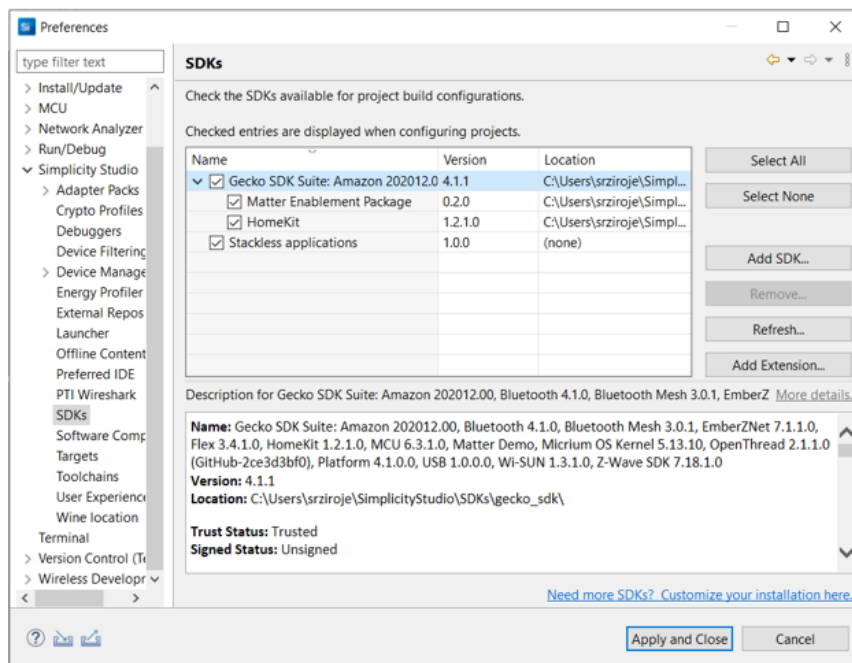 Si Preferences
type filter text
Install/Update
MCU
Network Analyzer
Run/Debug
Simplicity Studio
Adapter Packs
Crypto Profiles
Debuggers
Device Filtering
Device Manage
Energy Profiler
External Repos
Launcher
Offline Content
Preferred IDE
PTI Wireshark
SDKs
Software Comp
Targets
Toolchains
User Experience
Wine location
Terminal
Version Control (T
Wireless Developr
SDKs
Check the SDKs available for project build configurations.
Checked entries are displayed when configuring projects.
Name Version Location
Gecko SDK Suite: Amazon 202012.0 4.1.1 C:\Users\srziroje\Simpl...
Matter Enablement Package 0.2.0 C:\Users\srziroje\Simpl...
HomeKit 1.2.1.0 C:\Users\srziroje\Simpl...
Stackless applications 1.0.0 (none)
Select All
Select None
Add SDK...
Remove...
Refresh...
Add Extension...
Description for Gecko SDK Suite: Amazon 202012.00, Bluetooth 4.1.0, Bluetooth Mesh 3.0.1, EmberZ More details.
Name: Gecko SDK Suite: Amazon 202012.00, Bluetooth 4.1.0, Bluetooth Mesh 3.0.1, EmberZNet 7.1.1.0,
Flex 3.4.1.0, HomeKit 1.2.1.0, MCU 6.3.1.0, Matter Demo, Micrium OS Kernel 5.13.10, OpenThread 2.1.1.0
(GitHub-2ce3d3bf0), Platform 4.1.0.0, USB 1.0.0.0, Wi-SUN 1.3.1.0, Z-Wave SDK 7.18.1.0
Version: 4.1.1
Location: C:\Users\srziroje\SimplicityStudio\SDKs\gecko_sdk\
Trust Status: Trusted
Signed Status: Unsigned
Need more SDKs? Customize your installation here.
? Apply and Close Cancel